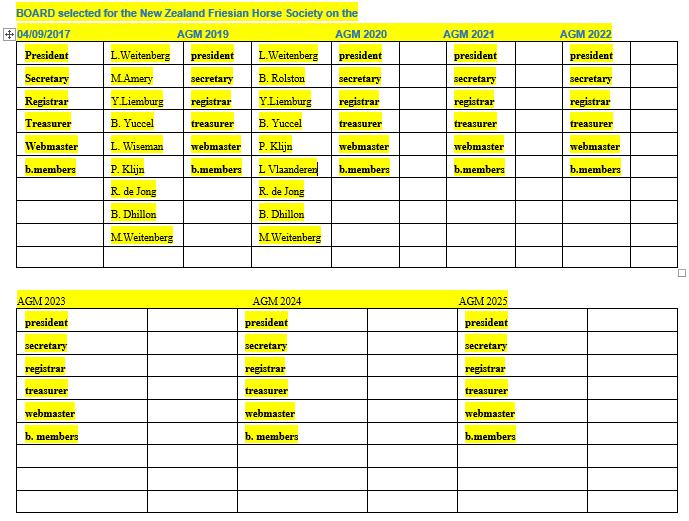 BOARD selected for the New Zealand Friesian Horse Society on the
04/09/2017 AGM 2019 AGM 2020 AGM 2021 AGM 2022
President L.Weitenberg president L.Weitenberg president president president
Secretary M.Amery secretary B. Rolston secretary secretary secretary
Registrar Y.Liemburg registrar Y.Liemburg registrar registrar registrar
Treasurer B. Yuccel treasurer B. Yuccel treasurer treasurer treasurer
Webmaster L. Wiseman webmaster P. Klijn webmaster webmaster webmaster
b.members P. Klijn b.members L Vlaanderen b.members b.members b.members
R. de Jong R. de Jong
B. Dhillon B. Dhillon
M.Weitenberg M.Weitenberg
AGM 2023 AGM 2024 AGM 2025
president president president
secretary secretary secretary
registrar registrar registrar
treasurer treasurer treasurer
webmaster webmaster webmaster
b. members b. members b.members